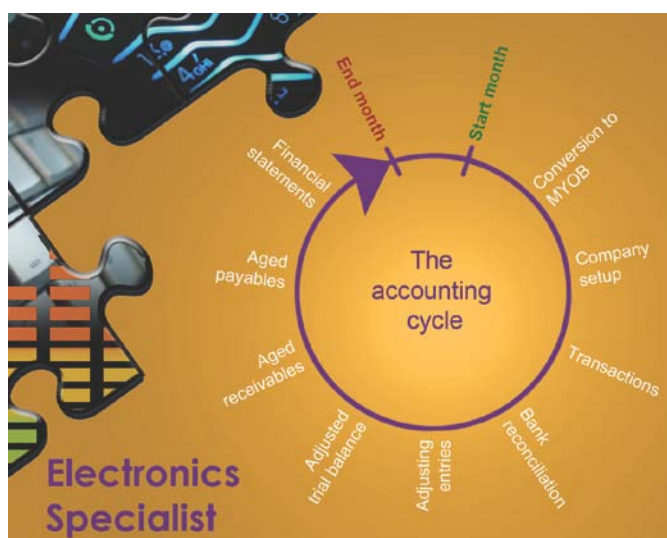 End month
Start month
Conversion to
MYOB
Company
setup
Transactions
Bank
reconciliation
Adjusting
entries
Adjusted
trial balance
Aged
receivables
Aged
payables
Financial
statements
The
accounting
cycle
Electronics
Specialist
4GHI